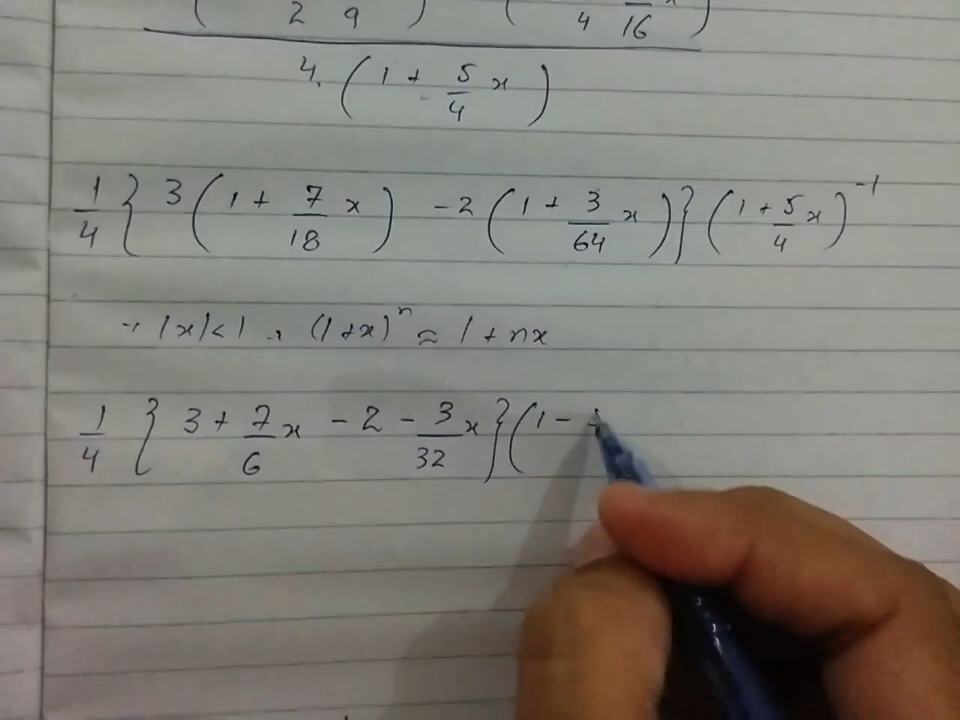 ( 2 9 ) ( 4 16 x )
4. ( 1 + 5/4 x )
1/4 { 3 ( 1 + 7/18 x ) - 2 ( 1 + 3/64 x ) } ( 1 + 5/4 x )^-1
∵ |x| < 1 ∴ (1+x)^n ≈ 1 + nx
1/4 { 3 + 7/6 x - 2 - 3/32 x } ( 1 -